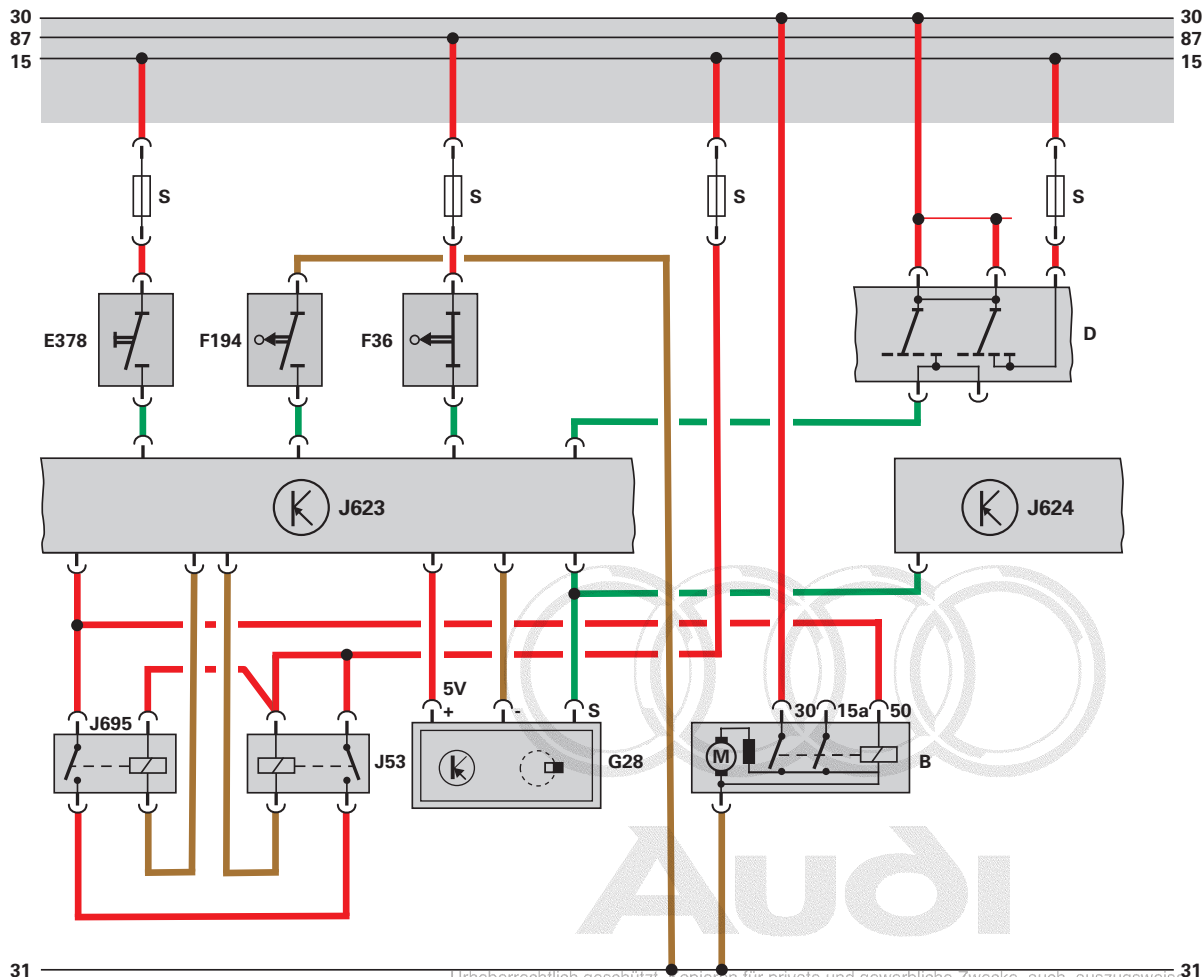 30 30
87 87
15 15
S S S S
E378 F194 F36 D
J623 J624
5V
+ - S 30 15a 50
J695 J53 G28 M B
Audi
31 31
Urheberrechtlich geschützt. Kopieren für private und gewerbliche Zwecke, auch auszugsweise